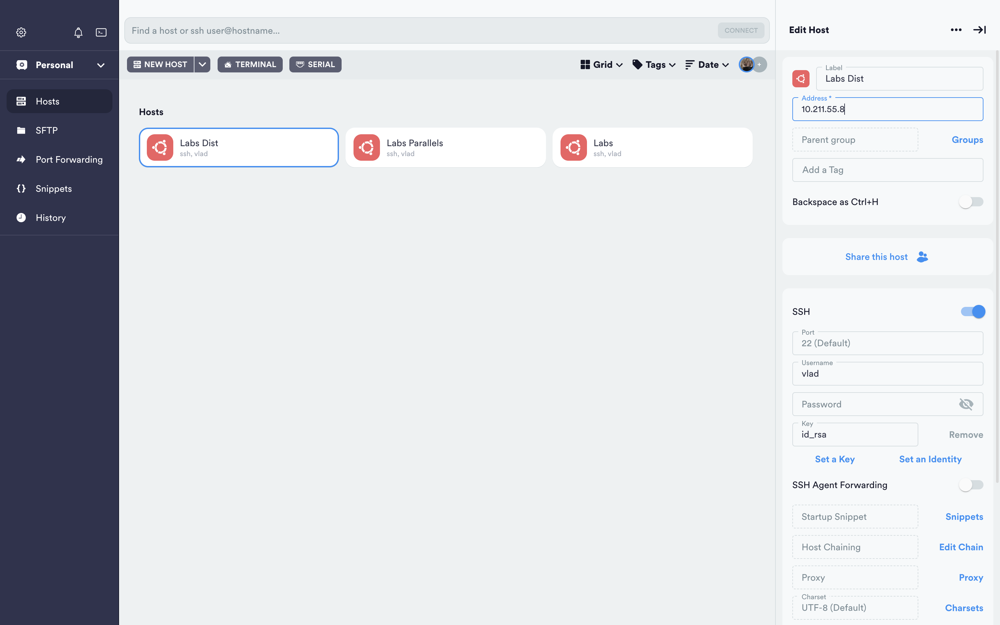 Find a host or ssh user@hostname...
CONNECT
Personal
Hosts
SFTP
Port Forwarding
Snippets
History
NEW HOST
TERMINAL
SERIAL
Grid
Tags
Date
+
Hosts
Labs Dist
ssh, vlad
Labs Parallels
ssh, vlad
Labs
ssh, vlad
Edit Host
Label
Labs Dist
Address *
10.211.55.8
Parent group
Groups
Add a Tag
Backspace as Ctrl+H
Share this host
SSH
Port
22 (Default)
Username
vlad
Password
Key
id_rsa
Remove
Set a Key
Set an Identity
SSH Agent Forwarding
Startup Snippet
Snippets
Host Chaining
Edit Chain
Proxy
Proxy
Charset
UTF-8 (Default)
Charsets